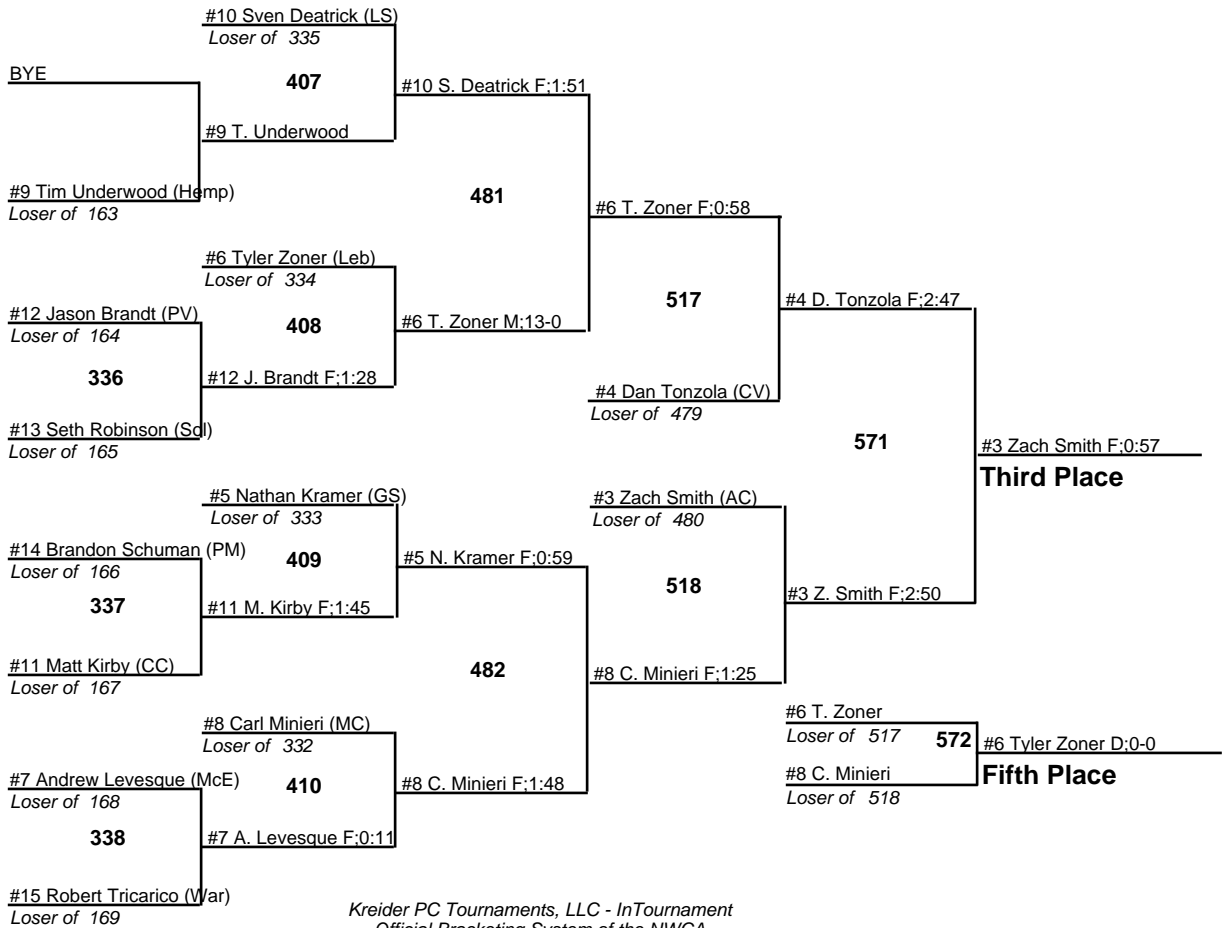 #10 Sven Deatrick (LS)
Loser of 335
BYE
407
#10 S. Deatrick F;1:51
#9 T. Underwood
#9 Tim Underwood (Hemp)
Loser of 163
481
#6 T. Zoner F;0:58
#6 Tyler Zoner (Leb)
Loser of 334
#12 Jason Brandt (PV)
Loser of 164
408
#6 T. Zoner M;13-0
517
#4 D. Tonzola F;2:47
336
#12 J. Brandt F;1:28
#4 Dan Tonzola (CV)
Loser of 479
#13 Seth Robinson (Sol)
Loser of 165
571
#3 Zach Smith F;0:57
Third Place
#5 Nathan Kramer (GS)
Loser of 333
#3 Zach Smith (AC)
Loser of 480
#14 Brandon Schuman (PM)
Loser of 166
409
#5 N. Kramer F;0:59
518
#3 Z. Smith F;2:50
337
#11 M. Kirby F;1:45
#11 Matt Kirby (CC)
Loser of 167
482
#8 C. Minieri F;1:25
#8 Carl Minieri (MC)
Loser of 332
#6 T. Zoner
Loser of 517
572
#6 Tyler Zoner D;0-0
Fifth Place
#8 C. Minieri
Loser of 518
#7 Andrew Levesque (McE)
Loser of 168
410
#8 C. Minieri F;1:48
338
#7 A. Levesque F;0:11
#15 Robert Tricarico (War)
Loser of 169
Kreider PC Tournaments, LLC - InTournament
Official Bracketing System of the NWCA